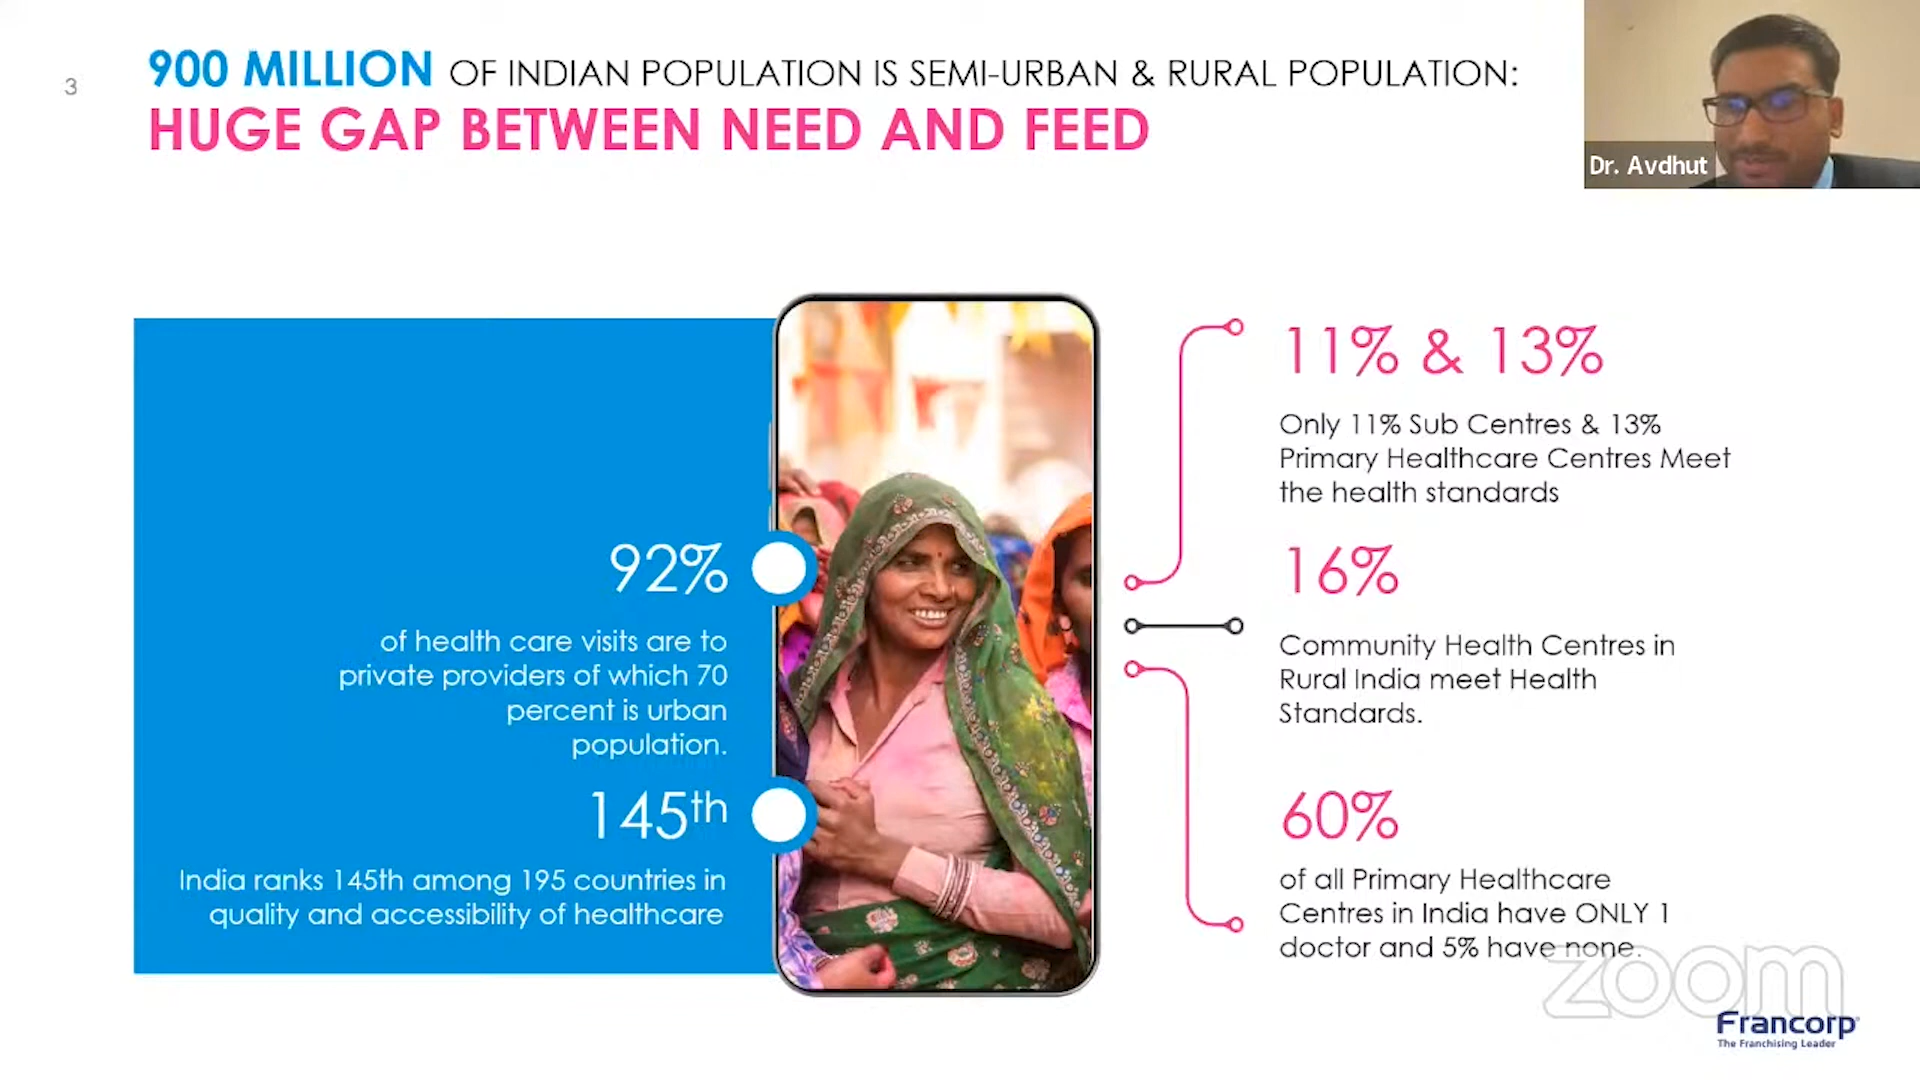 3
900 MILLION OF INDIAN POPULATION IS SEMI-URBAN & RURAL POPULATION:
HUGE GAP BETWEEN NEED AND FEED
Dr. Avdhut
92%
of health care visits are to
private providers of which 70
percent is urban
population.
145th
India ranks 145th among 195 countries in
quality and accessibility of healthcare
11% & 13%
Only 11% Sub Centres & 13%
Primary Healthcare Centres Meet
the health standards
16%
Community Health Centres in
Rural India meet Health
Standards.
60%
of all Primary Healthcare
Centres in India have ONLY 1
doctor and 5% have none.
zoom
Francorp
The Franchising Leader